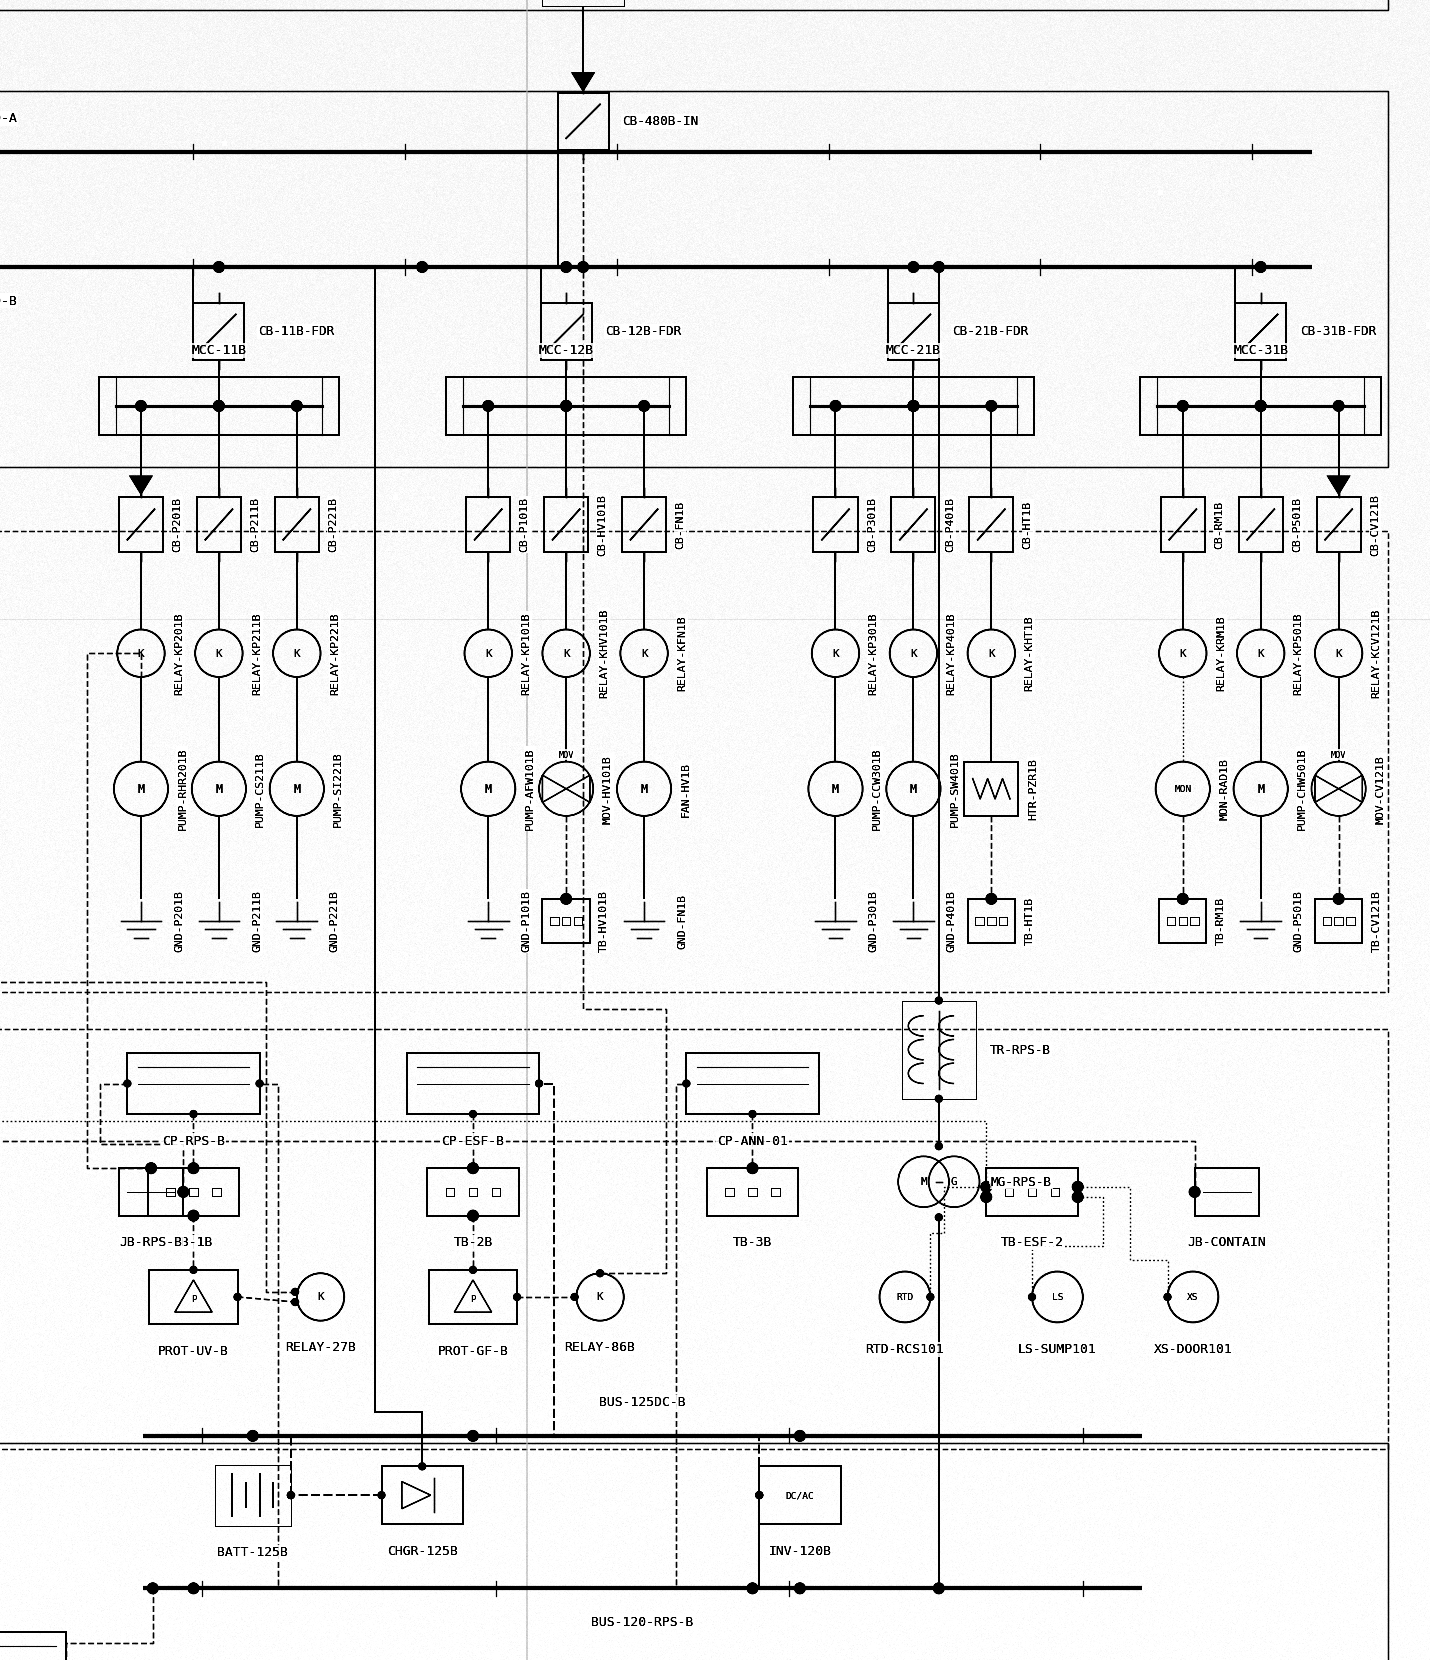 -A
CB-480B-IN
-B
CB-11B-FDR
CB-12B-FDR
CB-21B-FDR
CB-31B-FDR
MCC-11B
MCC-12B
MCC-21B
MCC-31B
CB-P201B
CB-P211B
CB-P221B
CB-P101B
CB-HV101B
CB-FN1B
CB-P301B
CB-P401B
CB-HT1B
CB-RM1B
CB-P501B
CB-CV121B
K
K
K
K
K
K
K
K
K
K
K
K
RELAY-KP201B
RELAY-KP211B
RELAY-KP221B
RELAY-KP101B
RELAY-KHV101B
RELAY-KFN1B
RELAY-KP301B
RELAY-KP401B
RELAY-KHT1B
RELAY-KRM1B
RELAY-KP501B
RELAY-KCV121B
MOV
MOV
M
M
M
M
M
M
M
MON
M
PUMP-RHR201B
PUMP-CS211B
PUMP-SI221B
PUMP-AFW101B
MOV-HV101B
FAN-HV1B
PUMP-CCW301B
PUMP-SW401B
HTR-PZR1B
MON-RAD1B
PUMP-CHW501B
MOV-CV121B
GND-P201B
GND-P211B
GND-P221B
GND-P101B
TB-HV101B
GND-FN1B
GND-P301B
GND-P401B
TB-HT1B
TB-RM1B
GND-P501B
TB-CV121B
TR-RPS-B
CP-RPS-B
CP-ESF-B
CP-ANN-01
M
G
MG-RPS-B
JB-RPS-B
-1B
TB-2B
TB-3B
TB-ESF-2
JB-CONTAIN
P
K
P
K
RTD
LS
XS
PROT-UV-B
RELAY-27B
PROT-GF-B
RELAY-86B
RTD-RCS101
LS-SUMP101
XS-DOOR101
BUS-125DC-B
DC/AC
BATT-125B
CHGR-125B
INV-120B
BUS-120-RPS-B